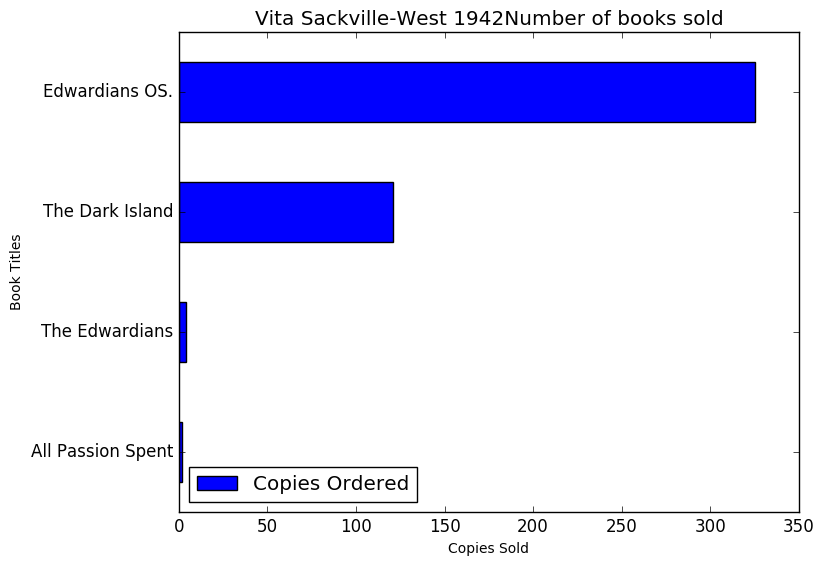 Vita Sackville-West 1942Number of books sold
Edwardians OS.
The Dark Island
The Edwardians
All Passion Spent
Book Titles
Copies Ordered
0 50 100 150 200 250 300 350
Copies Sold